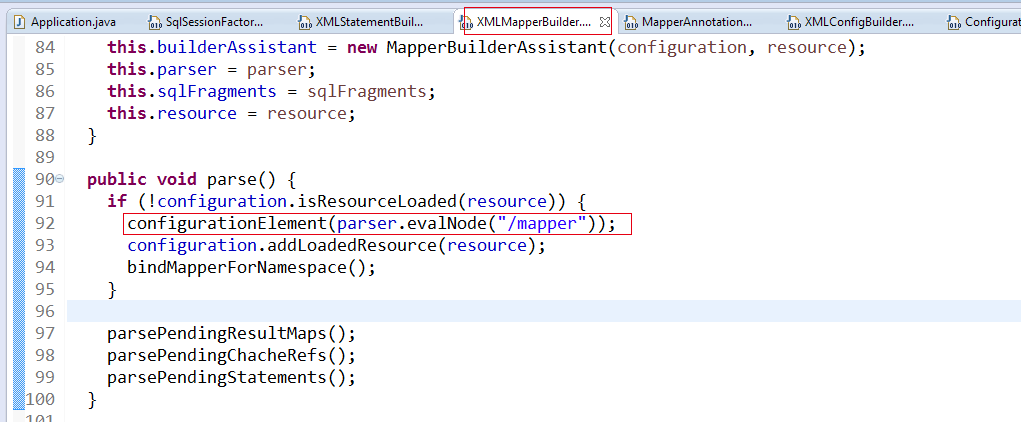 Application.java SqlSessionFactor... XMLStatementBuil... XMLMapperBuilder.... MapperAnnotation... XMLConfigBuilder.... Configurat
84 this.builderAssistant = new MapperBuilderAssistant(configuration, resource);
85 this.parser = parser;
86 this.sqlFragments = sqlFragments;
87 this.resource = resource;
88 }
89
90 public void parse() {
91 if (!configuration.isResourceLoaded(resource)) {
92 configurationElement(parser.evalNode("/mapper"));
93 configuration.addLoadedResource(resource);
94 bindMapperForNamespace();
95 }
96
97 parsePendingResultMaps();
98 parsePendingChacheRefs();
99 parsePendingStatements();
100 }
101